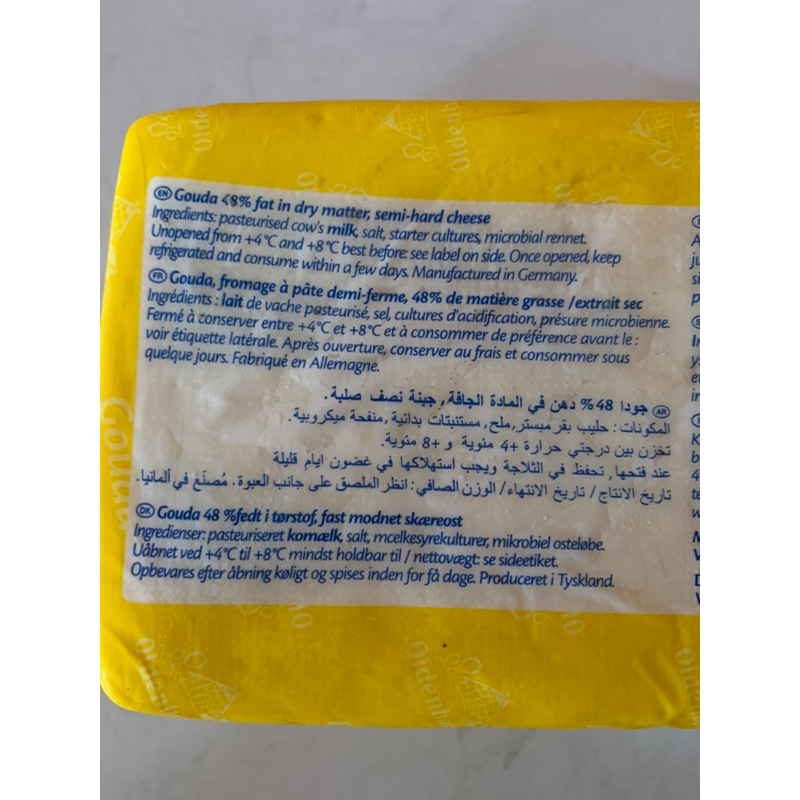 EN Gouda 48% fat in dry matter, semi-hard cheese
Ingredients: pasteurised cow's milk, salt, starter cultures, microbial rennet.
Unopened from +4°C and +8°C best before: see label on side. Once opened, keep
refrigerated and consume within a few days. Manufactured in Germany.
FR Gouda, fromage à pâte demi-ferme, 48% de matière grasse /extrait sec
Ingrédients : lait de vache pasteurisé, sel, cultures d'acidification, présure microbienne.
Fermé à conserver entre +4°C et +8°C et à consommer de préférence avant le :
voir étiquette latérale. Après ouverture, conserver au frais et consommer sous
quelque jours. Fabriqué en Allemagne.
AR جودا 48 % دهن في المادة الجافة, جبنة نصف صلبة.
المكونات : حليب بقر مبستر, ملح, مستنبتات بدائية, منفحة ميكروبية.
تخزن بين درجتي حرارة +4 مئوية و +8 مئوية.
عند فتحها, تحفظ في الثلاجة ويجب استهلاكها في غضون ايام قليلة
تاريخ الانتاج / تاريخ الانتهاء/ الوزن الصافي : انظر الملصق على جانب العبوة. مُصنّع في ألمانيا.
DK Gouda 48 %fedt i tørstof, fast modnet skæreost
Ingredienser: pasteuriseret komælk, salt, mcelkesyrekulturer, mikrobiel osteløbe.
Uåbnet ved +4°C til +8°C mindst holdbar til / nettovægt: se sideetiket.
Opbevares efter åbning køligt og spises inden for få dage. Produceret i Tyskland.
Gouda